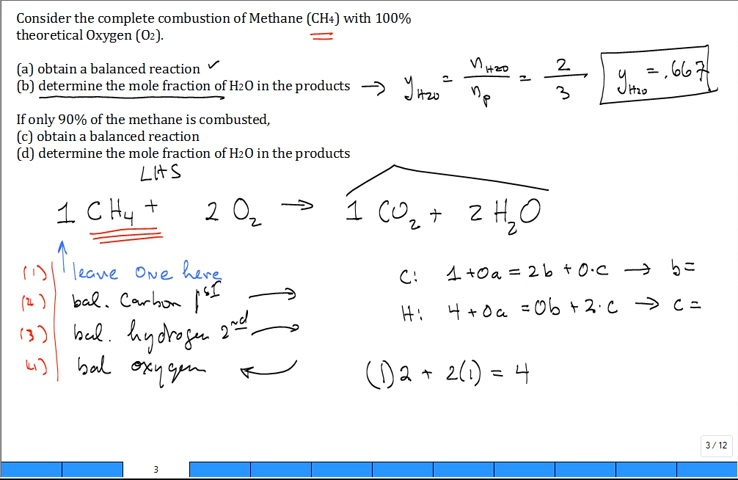 Consider the complete combustion of Methane (CH4) with 100%
theoretical Oxygen (O2).
(a) obtain a balanced reaction ✓
(b) determine the mole fraction of H2O in the products → y_H2O = n_H2O / n_p = 2 / 3 y_H2O = .667
If only 90% of the methane is combusted,
(c) obtain a balanced reaction
(d) determine the mole fraction of H2O in the products
LHS
1 CH4 + 2 O2 → 1 CO2 + 2 H2O
(1) leave one here
(2) bal. Carbon 1st →
(3) bal. hydrogen 2nd →
(4) bal oxygen ←
C: 1 + 0a = 2b + 0·c → b=
H: 4 + 0a = 0b + 2·c → c=
(1)2 + 2(1) = 4
3 / 12
3